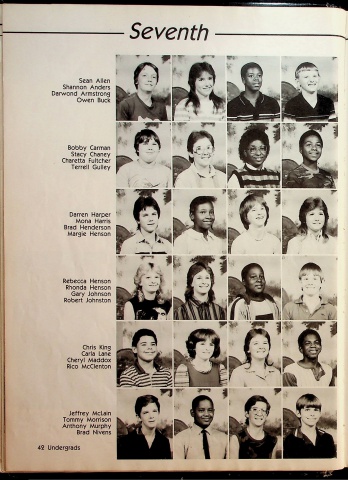 Seventh
Sean Allen
Shannon Anders
Darwond Armstrong
Owen Buck
Bobby Carman
Stacy Chaney
Charetta Fultcher
Terrell Gulley
Darren Harper
Mona Harris
Brad Henderson
Margie Henson
Rebecca Henson
Rhonda Henson
Gary Johnson
Robert Johnston
Chris King
Carla Lane
Cheryl Maddox
Rico McClenton
Jeffrey McLain
Tommy Morrison
Anthony Murphy
Brad Nivens
42 Undergrads